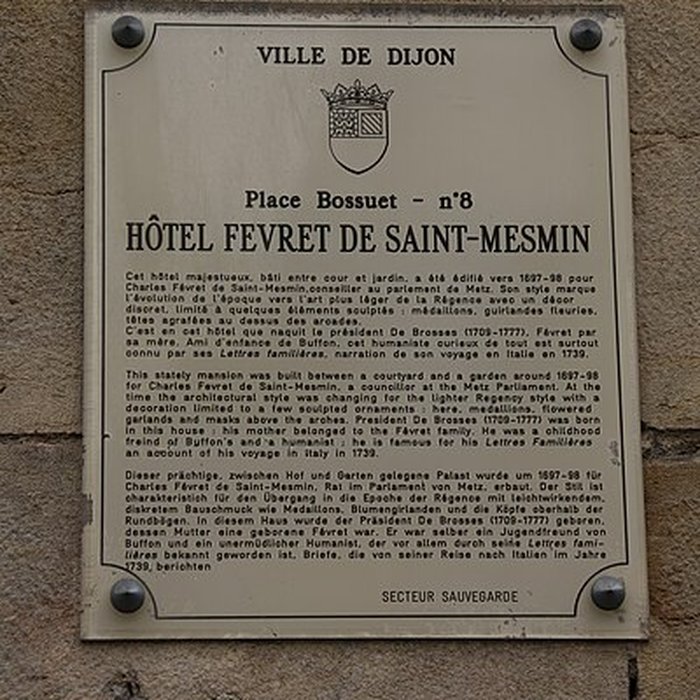 VILLE DE DIJON
Place Bossuet - n°8
HÔTEL FEVRET DE SAINT-MESMIN
Cet hôtel majestueux, bâti entre cour et jardin, a été édifié vers 1697-98 pour
Charles Févret de Saint-Mesmin,conseiller au parlement de Metz. Son style marque
l'évolution de l'époque vers l'art plus léger de la Régence avec un décor
discret, limité à quelques éléments sculptés : médaillons, guirlandes fleuries,
têtes agrafées au dessus des arcades.
C'est en cet hôtel que naquit le président De Brosses (1709-1777), Févret par
sa mère. Ami d'enfance de Buffon, cet humaniste curieux de tout est surtout
connu par ses Lettres familières, narration de son voyage en Italie en 1739.
This stately mansion was built between a courtyard and a garden around 1697-98
for Charles Fevret de Saint-Mesmin, a councillor at the Metz Parliament. At the
time the architectural style was changing for the lighter Regency style with a
decoration limited to a few sculpted ornaments : here, medallions, flowered
garlands and masks above the arches. President De Brosses (1709-1777) was born
in this house : his mother belonged to the Févret family. He was a childhood
freind of Buffon's and a humanist ; he is famous for his Lettres Familières
an account of his voyage in Italy in 1739.
Dieser prächtige, zwischen Hof und Garten gelegene Palast wurde um 1697-98 für
Charles Févret de Saint-Mesmin, Rat im Parlament von Metz, erbaut. Der Stil ist
charakteristich für den Übergang in die Epoche der Régence mit leichtwirkendem,
diskretem Bauschmuck wie Medaillons, Blumengirlanden und die Köpfe oberhalb der
Rundbögen. In diesem Haus wurde der Präsident De Brosses (1709-1777) geboren,
dessen Mutter eine geborene Févret war. Er war selber ein Jugendfreund von
Buffon und ein unermüdlicher Humanist, der vor allem durch seine Lettres fami-
lières bekannt geworden ist, Briefe, die von seiner Reise nach Italien im Jahre
1739, berichten
SECTEUR SAUVEGARDE